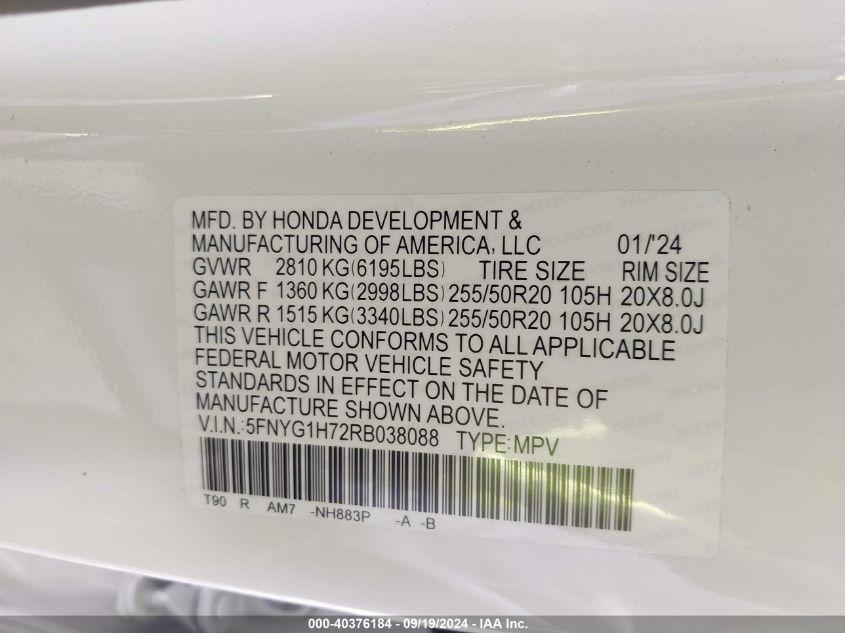 MFD. BY HONDA DEVELOPMENT &
MANUFACTURING OF AMERICA, LLC 01/'24
GVWR 2810 KG(6195LBS) TIRE SIZE RIM SIZE
GAWR F 1360 KG(2998LBS) 255/50R20 105H 20X8.0J
GAWR R 1515 KG(3340LBS) 255/50R20 105H 20X8.0J
THIS VEHICLE CONFORMS TO ALL APPLICABLE
FEDERAL MOTOR VEHICLE SAFETY
STANDARDS IN EFFECT ON THE DATE OF
MANUFACTURE SHOWN ABOVE.
V.I.N.:5FNYG1H72RB038088 TYPE:MPV
T90 R AM7 -NH883P -A -B
000-40376184 - 09/19/2024 - IAA Inc.